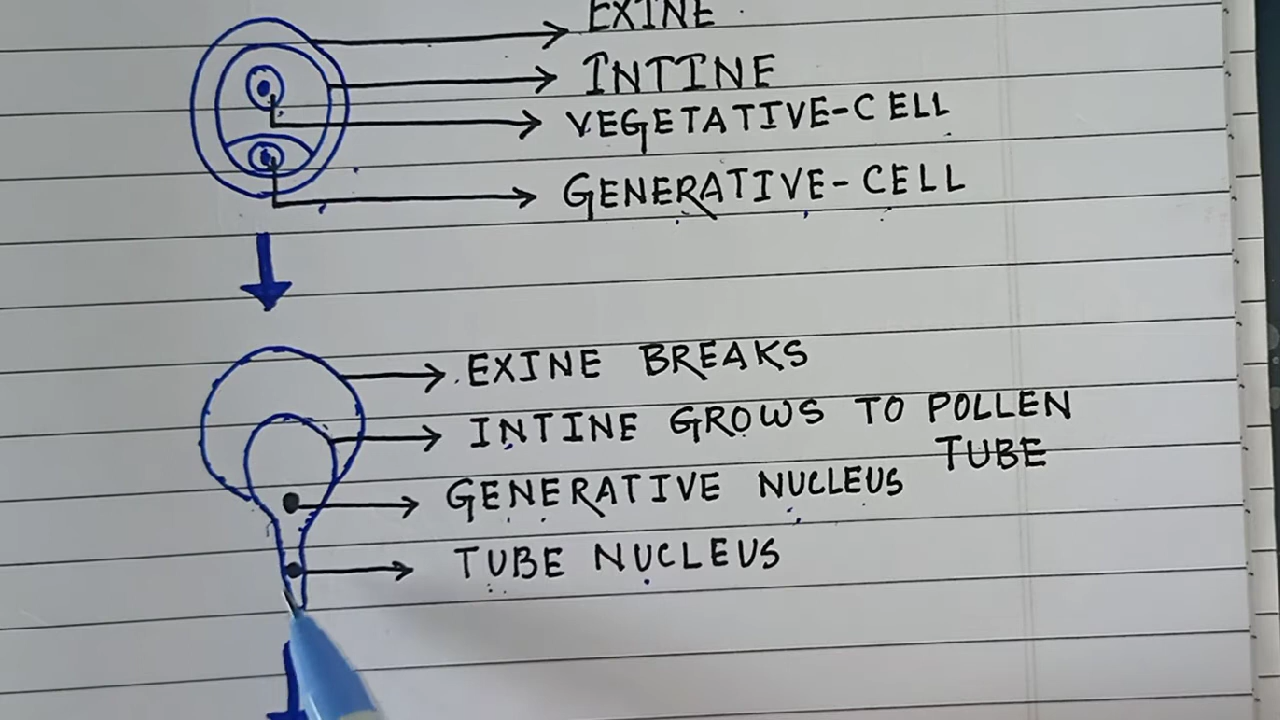 EXINE
INTINE
VEGETATIVE-CELL
GENERATIVE-CELL
EXINE BREAKS
INTINE GROWS TO POLLEN
TUBE
GENERATIVE NUCLEUS
TUBE NUCLEUS